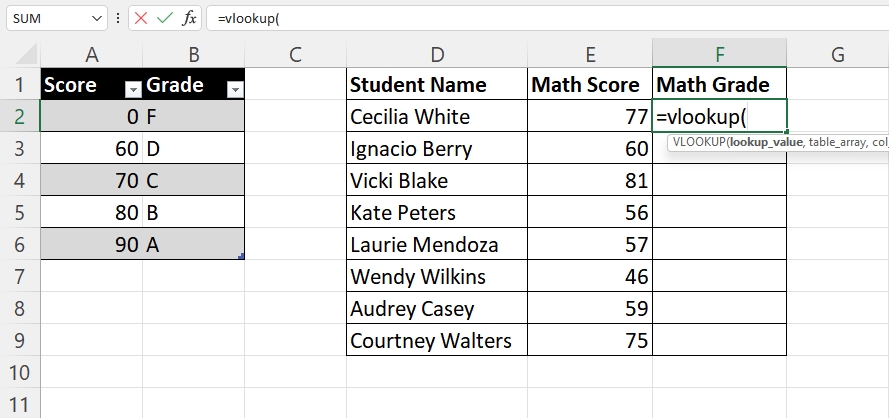 SUM =vlookup(
A B C D E F G
1 Score Grade Student Name Math Score Math Grade
2 0 F Cecilia White 77 =vlookup(
VLOOKUP(lookup_value, table_array, col_
3 60 D Ignacio Berry 60
4 70 C Vicki Blake 81
5 80 B Kate Peters 56
6 90 A Laurie Mendoza 57
7 Wendy Wilkins 46
8 Audrey Casey 59
9 Courtney Walters 75
10
11